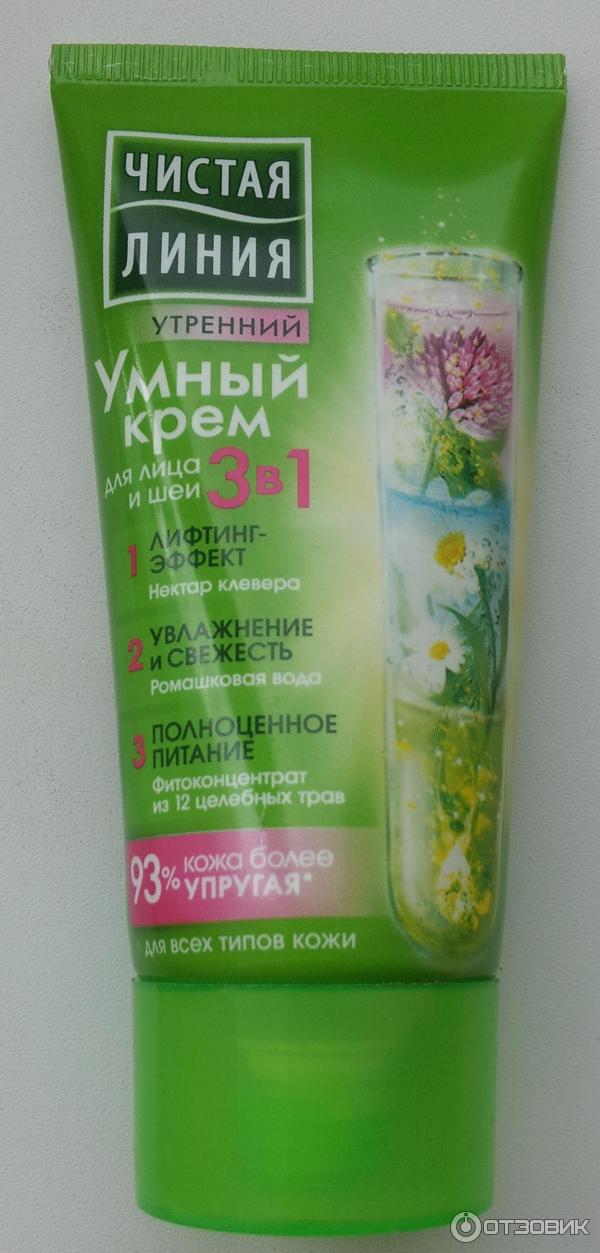 ЧИСТАЯ
ЛИНИЯ
УТРЕННИЙ
Умный
крем
для лица
и шеи 3в1
1 ЛИФТИНГ-
ЭФФЕКТ
Нектар клевера
2 УВЛАЖНЕНИЕ
и СВЕЖЕСТЬ
Ромашковая вода
3 ПОЛНОЦЕННОЕ
ПИТАНИЕ
Фитоконцентрат
из 12 целебных трав
93% кожа более
УПРУГАЯ*
для всех типов кожи
ОТЗОВИК